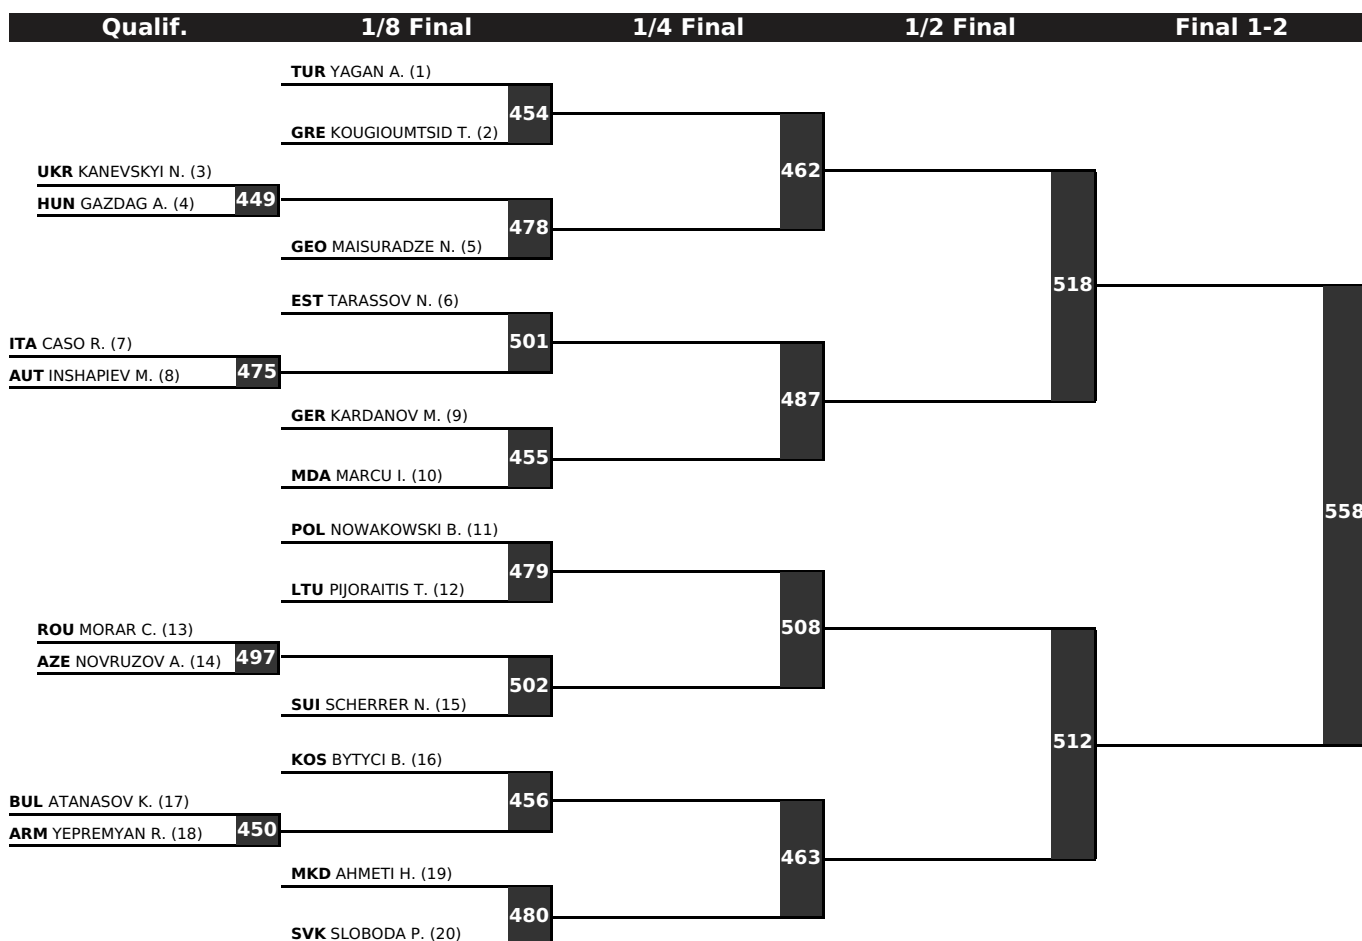 Qualif. 1/8 Final 1/4 Final 1/2 Final Final 1-2
TUR YAGAN A. (1)
454
GRE KOUGIOUMTSID T. (2)
UKR KANEVSKYI N. (3)
462
HUN GAZDAG A. (4) 449
478
GEO MAISURADZE N. (5)
518
EST TARASSOV N. (6)
501
ITA CASO R. (7)
AUT INSHAPIEV M. (8) 475
487
GER KARDANOV M. (9)
455
MDA MARCU I. (10)
558
POL NOWAKOWSKI B. (11)
479
LTU PIJORAITIS T. (12)
508
ROU MORAR C. (13)
AZE NOVRUZOV A. (14) 497
502
SUI SCHERRER N. (15)
512
KOS BYTYCI B. (16)
456
BUL ATANASOV K. (17)
ARM YEPREMYAN R. (18) 450
463
MKD AHMETI H. (19)
480
SVK SLOBODA P. (20)